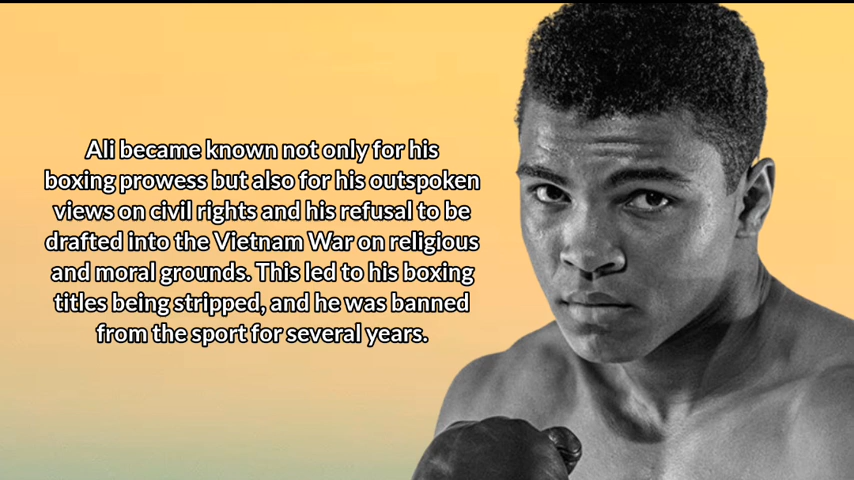 Ali became known not only for his
boxing prowess but also for his outspoken
views on civil rights and his refusal to be
drafted into the Vietnam War on religious
and moral grounds. This led to his boxing
titles being stripped, and he was banned
from the sport for several years.